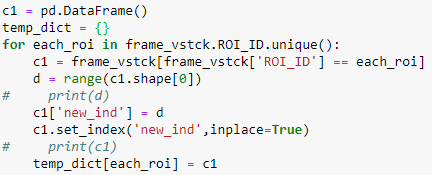 c1 = pd.DataFrame()
temp_dict = {}
for each_roi in frame_vstck.ROI_ID.unique():
    c1 = frame_vstck[frame_vstck['ROI_ID'] == each_roi]
    d = range(c1.shape[0])
#     print(d)
    c1['new_ind'] = d
    c1.set_index('new_ind',inplace=True)
#     print(c1)
    temp_dict[each_roi] = c1